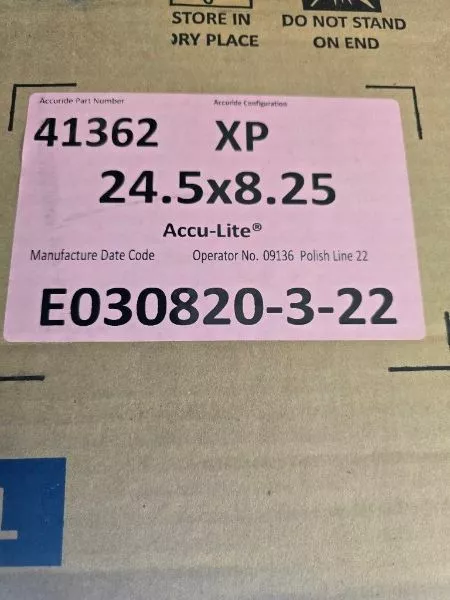 STORE IN
DRY PLACE
DO NOT STAND
ON END
Accuride Part Number
Accuride Configuration
41362 XP
24.5x8.25
Accu-Lite®
Manufacture Date Code
Operator No. 09136 Polish Line 22
E030820-3-22